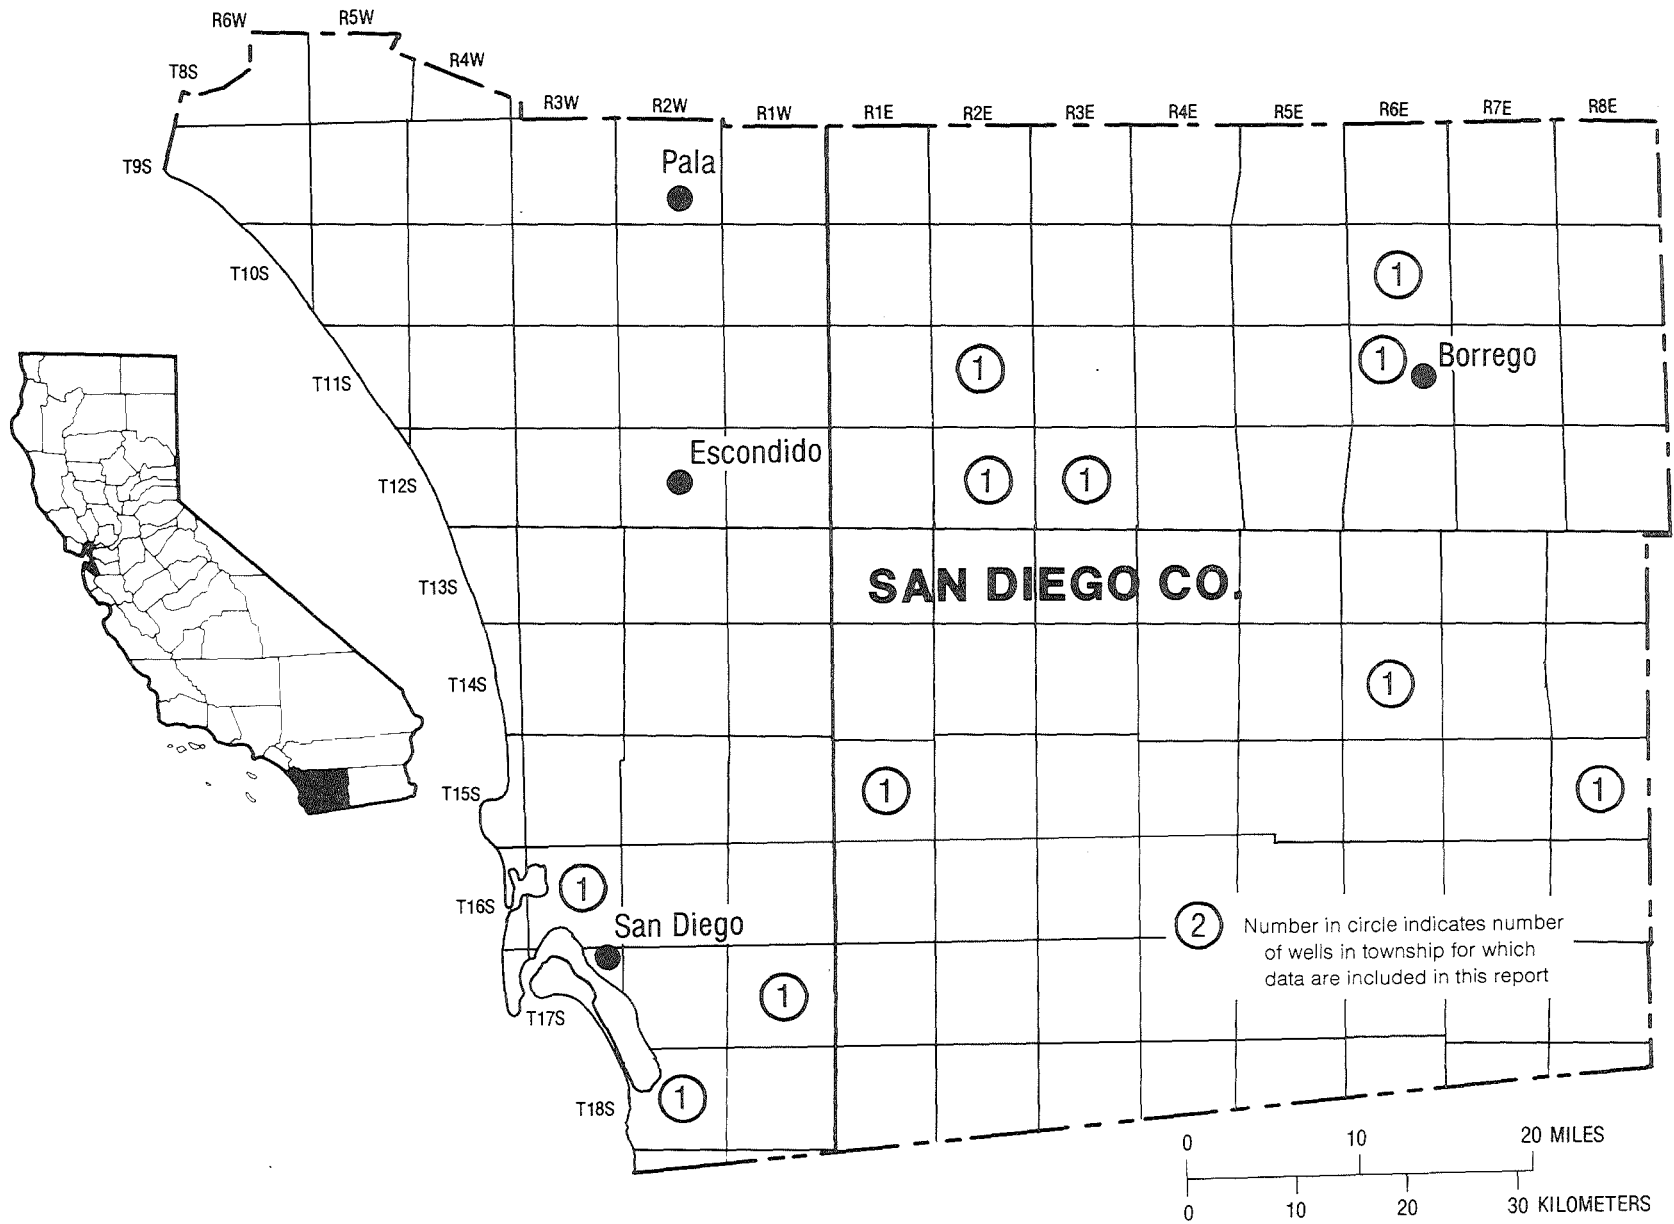 R6W
R5W
R4W
T8S
R3W
R2W
R1W
R1E
R2E
R3E
R4E
R5E
R6E
R7E
R8E
T9S
Pala
T10S
1
T11S
1
1
Borrego
Escondido
T12S
1
1
T13S
SAN DIEGO CO.
T14S
1
T15S
1
1
T16S
1
San Diego
2
Number in circle indicates number
of wells in township for which
data are included in this report
T17S
1
T18S
1
0 10 20 MILES
0 10 20 30 KILOMETERS